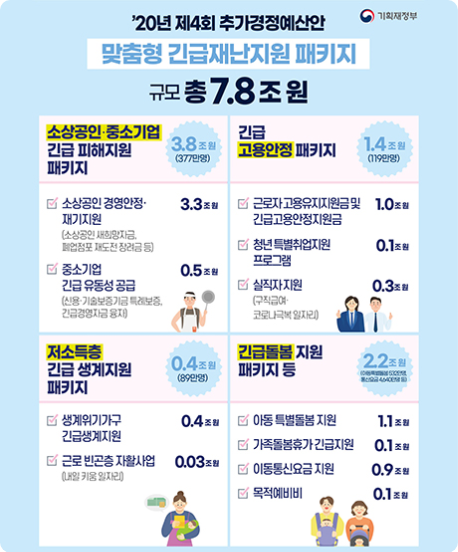 '20년 제4회 추가경정예산안
기획재정부
맞춤형 긴급재난지원 패키지
규모 총 7.8조 원
소상공인·중소기업
긴급 피해지원
패키지
3.8조 원
(377만명)
소상공인 경영안정·
재기지원
3.3조원
(소상공인 새희망자금,
폐업점포 재도전 장려금 등)
중소기업
긴급 유동성 공급
0.5조원
(신용·기술보증기금 특례보증,
긴급경영자금 융자)
긴급
고용안정 패키지
1.4조 원
(119만명)
근로자 고용유지지원금 및
긴급고용안정지원금
1.0조원
청년 특별취업지원
프로그램
0.1조원
실직자 지원
0.3조원
(구직급여·
코로나극복 일자리)
저소득층
긴급 생계지원
패키지
0.4조 원
(89만명)
생계위기가구
긴급생계지원
0.4조원
근로 빈곤층 자활사업
0.03조원
(내일 키움 일자리)
긴급돌봄 지원
패키지 등
2.2조 원
(아동특별돌봄 532만명,
통신요금 4,640만명 등)
아동 특별돌봄 지원
1.1조원
가족돌봄휴가 긴급지원
0.1조원
이동통신요금 지원
0.9조원
목적예비비
0.1조원